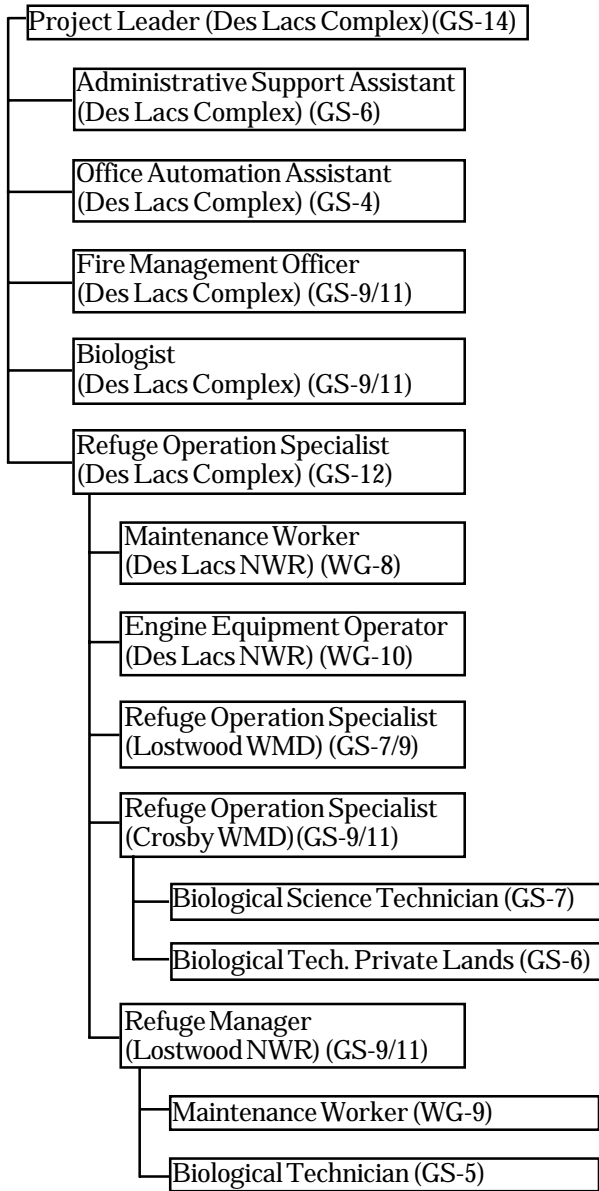 Project Leader (Des Lacs Complex) (GS-14)
Administrative Support Assistant
(Des Lacs Complex) (GS-6)
Office Automation Assistant
(Des Lacs Complex) (GS-4)
Fire Management Officer
(Des Lacs Complex) (GS-9/11)
Biologist
(Des Lacs Complex) (GS-9/11)
Refuge Operation Specialist
(Des Lacs Complex) (GS-12)
Maintenance Worker
(Des Lacs NWR) (WG-8)
Engine Equipment Operator
(Des Lacs NWR) (WG-10)
Refuge Operation Specialist
(Lostwood WMD) (GS-7/9)
Refuge Operation Specialist
(Crosby WMD) (GS-9/11)
Biological Science Technician (GS-7)
Biological Tech. Private Lands (GS-6)
Refuge Manager
(Lostwood NWR) (GS-9/11)
Maintenance Worker (WG-9)
Biological Technician (GS-5)